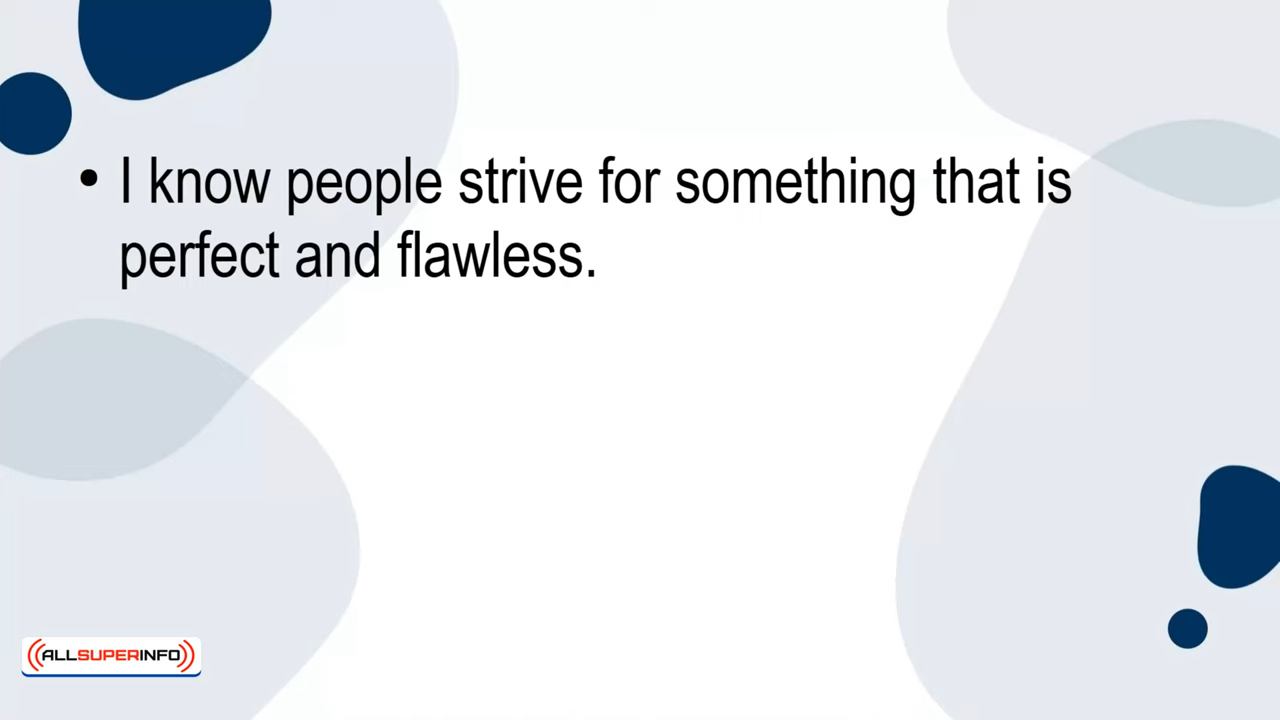 • I know people strive for something that is
perfect and flawless.
ALLSUPERINFO